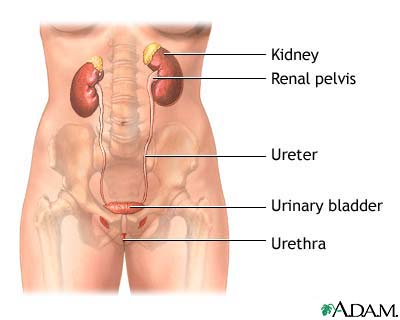 Kidney
Renal pelvis
Ureter
Urinary bladder
Urethra
A.D.A.M.